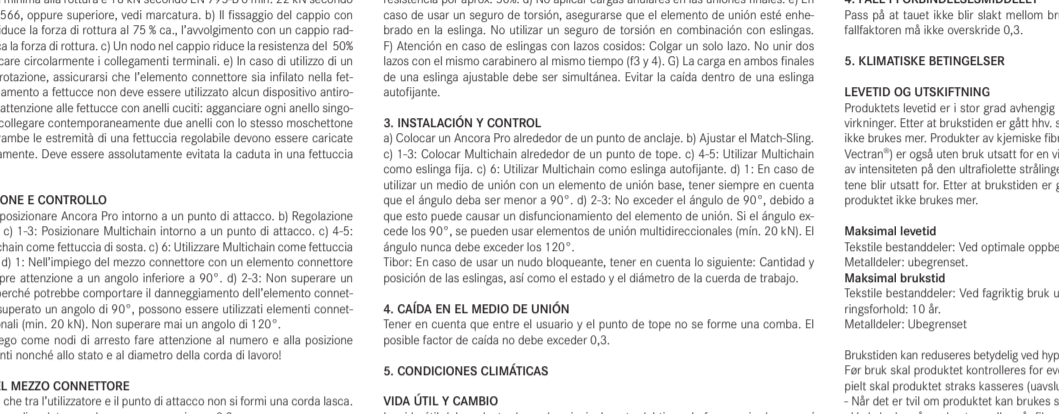 minima alla rottura è 18 kN secondo EN 795-B o min. 22 kN secondo
566, oppure superiore, vedi marcatura. b) Il fissaggio del cappio con
riduce la forza di rottura al 75 % ca., l’avvolgimento con un cappio rad-
ca la forza di rottura. c) Un nodo nel cappio riduce la resistenza del 50%
care circolarmente i collegamenti terminali. e) In caso di utilizzo di un
rotazione, assicurarsi che l’elemento connettore sia infilato nella fet-
amento a fettucce non deve essere utilizzato alcun dispositivo antiro-
attenzione alle fettucce con anelli cuciti: agganciare ogni anello singo-
collegare contemporaneamente due anelli con lo stesso moschettone
rambe le estremità di una fettuccia regolabile devono essere caricate
amente. Deve essere assolutamente evitata la caduta in una fettuccia
ONE E CONTROLLO
posizionare Ancora Pro intorno a un punto di attacco. b) Regolazione
c) 1-3: Posizionare Multichain intorno a un punto di attacco. c) 4-5:
chain come fettuccia di sosta. c) 6: Utilizzare Multichain come fettuccia
d) 1: Nell’impiego del mezzo connettore con un elemento connettore
pre attenzione a un angolo inferiore a 90°. d) 2-3: Non superare un
perché potrebbe comportare il danneggiamento dell’elemento connet-
superato un angolo di 90°, possono essere utilizzati elementi connet-
onali (min. 20 kN). Non superare mai un angolo di 120°.
ego come nodi di arresto fare attenzione al numero e alla posizione
nti nonché allo stato e al diametro della corda di lavoro!
EL MEZZO CONNETTORE
che tra l’utilizzatore e il punto di attacco non si formi una corda lasca.
caso de usar un seguro de torsión, asegurarse que el elemento de unión esté enhe-
brado en la eslinga. No utilizar un seguro de torsión en combinación con eslingas.
F) Atención en caso de eslingas con lazos cosidos: Colgar un solo lazo. No unir dos
lazos con el mismo carabinero al mismo tiempo (f3 y 4). G) La carga en ambos finales
de una eslinga ajustable debe ser simultánea. Evitar la caída dentro de una eslinga
autofijante.
3. INSTALACIÓN Y CONTROL
a) Colocar un Ancora Pro alrededor de un punto de anclaje. b) Ajustar el Match-Sling.
c) 1-3: Colocar Multichain alrededor de un punto de tope. c) 4-5: Utilizar Multichain
como eslinga fija. c) 6: Utilizar Multichain como eslinga autofijante. d) 1: En caso de
utilizar un medio de unión con un elemento de unión base, tener siempre en cuenta
que el ángulo deba ser menor a 90°. d) 2-3: No exceder el ángulo de 90°, debido a
que esto puede causar un disfuncionamiento del elemento de unión. Si el ángulo ex-
cede los 90°, se pueden usar elementos de unión multidireccionales (mín. 20 kN). El
ángulo nunca debe exceder los 120°.
Tibor: En caso de usar un nudo bloqueante, tener en cuenta lo siguiente: Cantidad y
posición de las eslingas, así como el estado y el diámetro de la cuerda de trabajo.
4. CAÍDA EN EL MEDIO DE UNIÓN
Tener en cuenta que entre el usuario y el punto de tope no se forme una comba. El
posible factor de caída no debe exceder 0,3.
5. CONDICIONES CLIMÁTICAS
VIDA ÚTIL Y CAMBIO
4. FALL I FORBINDELSESMIDDELET
Pass på at tauet ikke blir slakt mellom br
fallfaktoren må ikke overskride 0,3.
5. KLIMATISKE BETINGELSER
LEVETID OG UTSKIFTNING
Produktets levetid er i stor grad avhengig
virkninger. Etter at brukstiden er gått hhv. s
ikke brukes mer. Produkter av kjemiske fibr
Vectran®) er også uten bruk utsatt for en vi
av intensiteten på den ultrafiolette strålinge
tene blir utsatt for. Etter at brukstiden er g
produktet ikke brukes mer.
Maksimal levetid
Tekstile bestanddeler: Ved optimale oppbe
Metalldeler: ubegrenset.
Maksimal brukstid
Tekstile bestanddeler: Ved fagriktig bruk u
ringsforhold: 10 år.
Metalldeler: Ubegrenset
Brukstiden kan reduseres betydelig ved hyp
Før bruk skal produktet kontrolleres for eve
pielt skal produktet straks kasseres (uavslu
- Når det er tvil om produktet kan brukes s